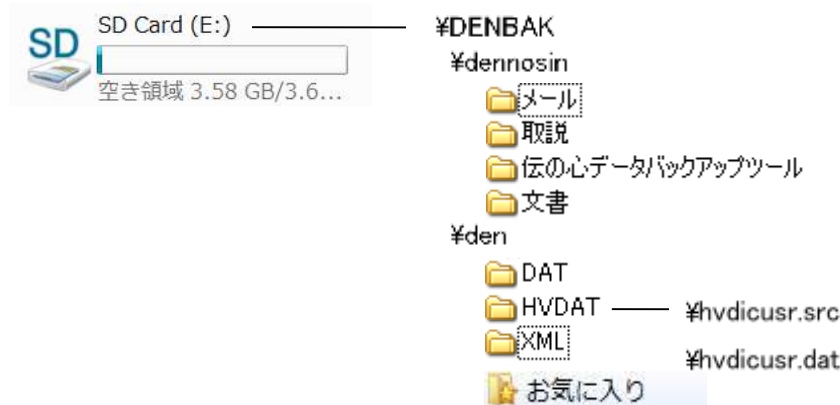 SD
SD Card (E:)
空き領域 3.58 GB/3.6...
¥DENBAK
¥dennosin
メール
取説
伝の心データバックアップツール
文書
¥den
DAT
HVDAT
¥hvdicusr.src
XML
¥hvdicusr.dat
お気に入り